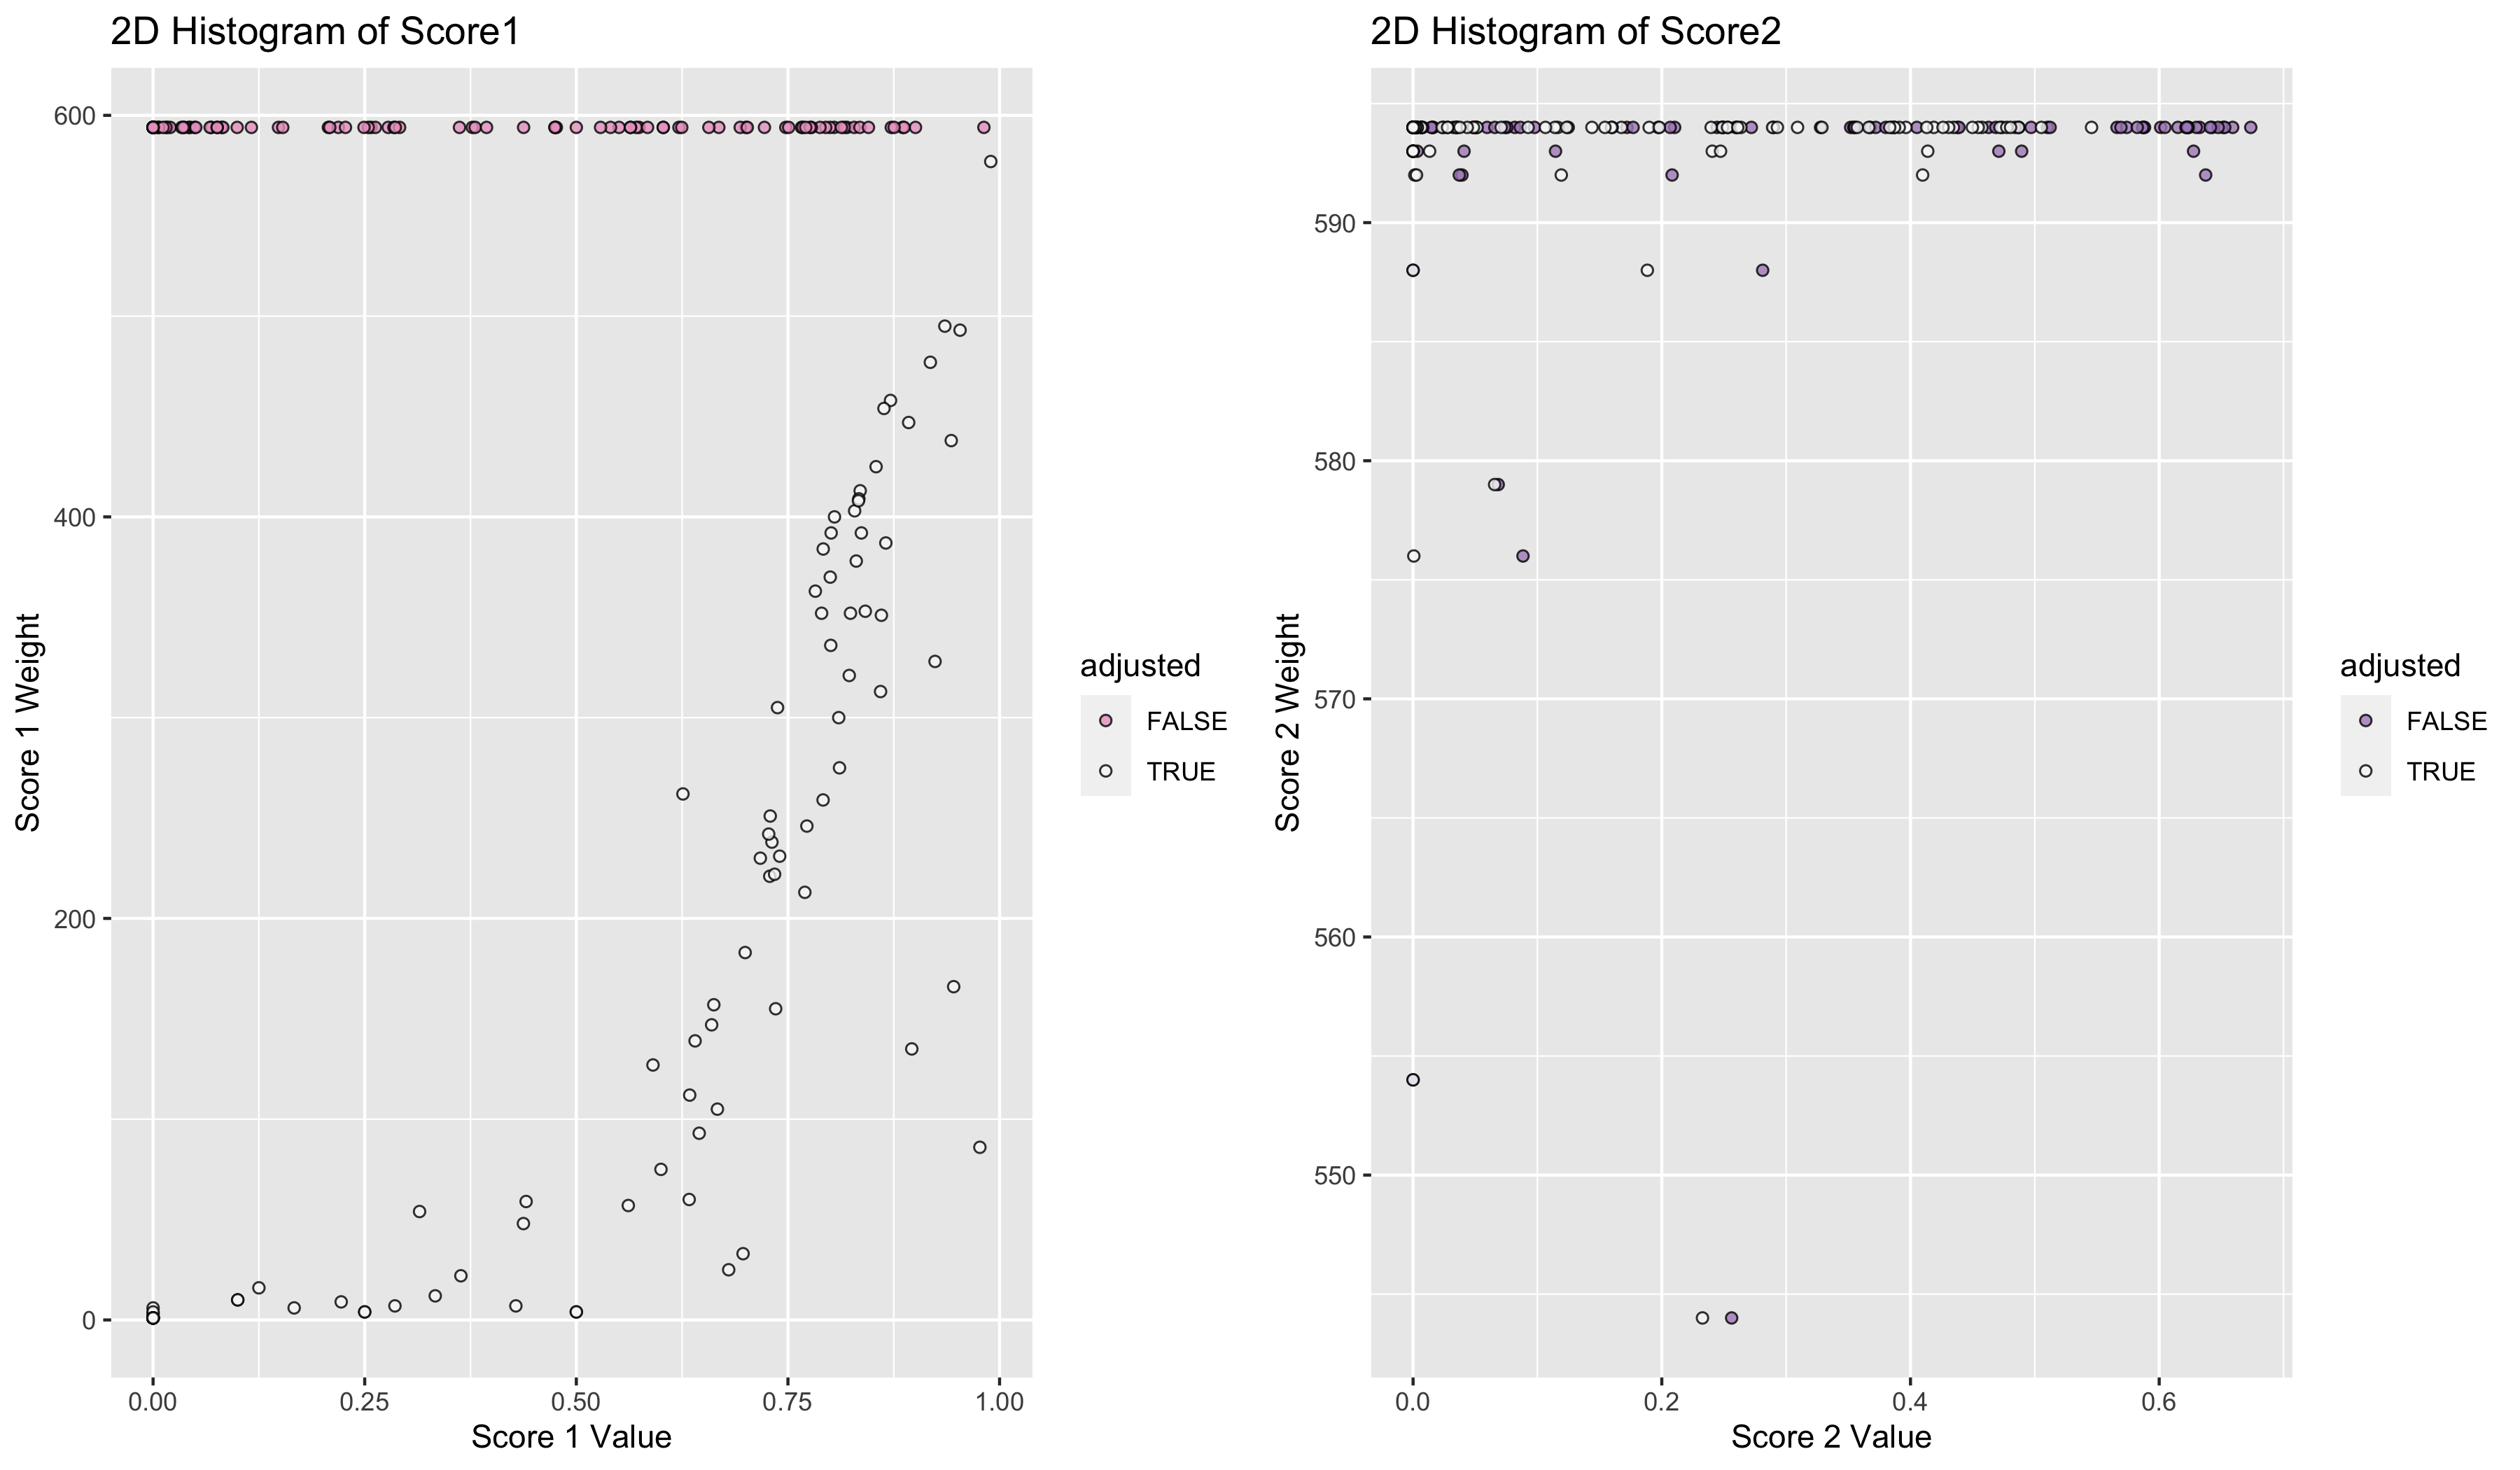 2D Histogram of Score1
600
400
200
0
Score 1 Weight
0.00 0.25 0.50 0.75 1.00
Score 1 Value
adjusted
FALSE
TRUE
2D Histogram of Score2
590
580
570
560
550
Score 2 Weight
0.0 0.2 0.4 0.6
Score 2 Value
adjusted
FALSE
TRUE